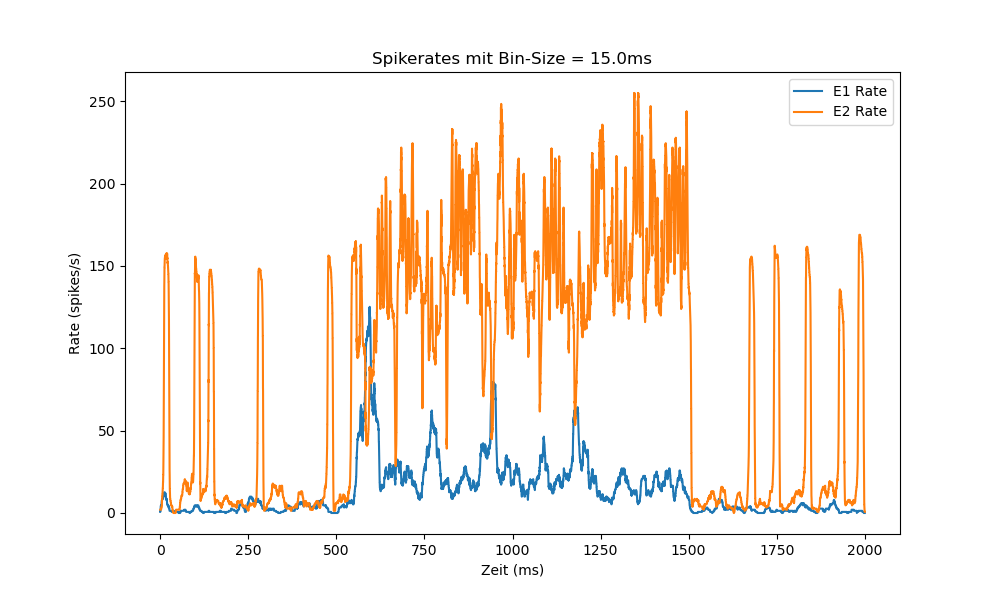 Spikerates mit Bin-Size = 15.0ms
E1 Rate
E2 Rate
250
200
150
100
50
0
Rate (spikes/s)
0 250 500 750 1000 1250 1500 1750 2000
Zeit (ms)